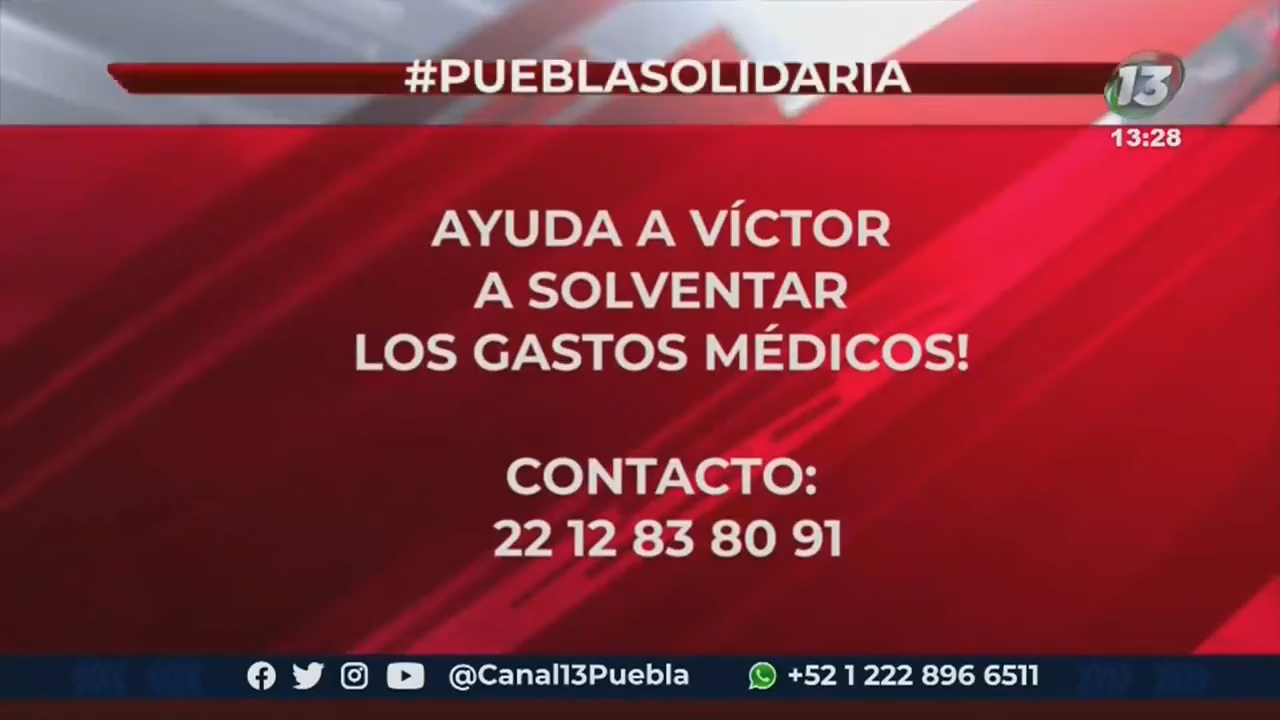 #PUEBLASOLIDARIA
13
13:28
AYUDA A VÍCTOR
A SOLVENTAR
LOS GASTOS MÉDICOS!
CONTACTO:
22 12 83 80 91
@Canal13Puebla +52 1 222 896 6511